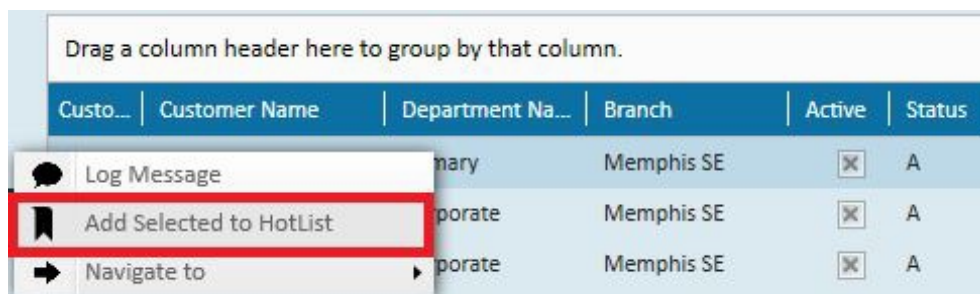 Drag a column header here to group by that column.
Custo... Customer Name Department Na... Branch Active Status
Log Message Memphis SE A
Add Selected to HotList Memphis SE A
Navigate to Memphis SE A